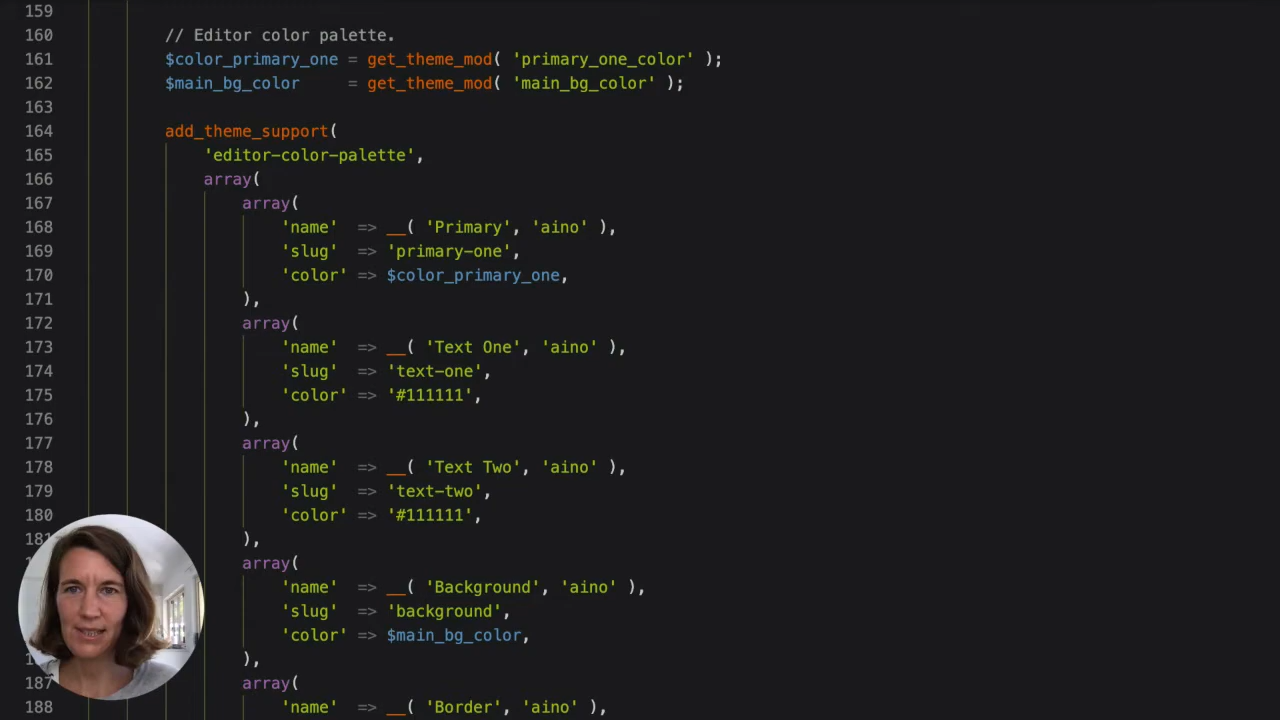 159
160 // Editor color palette.
161 $color_primary_one = get_theme_mod( 'primary_one_color' );
162 $main_bg_color     = get_theme_mod( 'main_bg_color' );
163
164 add_theme_support(
165     'editor-color-palette',
166     array(
167         array(
168             'name'  => __( 'Primary', 'aino' ),
169             'slug'  => 'primary-one',
170             'color' => $color_primary_one,
171         ),
172         array(
173             'name'  => __( 'Text One', 'aino' ),
174             'slug'  => 'text-one',
175             'color' => '#111111',
176         ),
177         array(
178             'name'  => __( 'Text Two', 'aino' ),
179             'slug'  => 'text-two',
180             'color' => '#111111',
181         ),
        array(
            'name'  => __( 'Background', 'aino' ),
            'slug'  => 'background',
            'color' => $main_bg_color,
        ),
187         array(
188             'name'  => __( 'Border', 'aino' ),